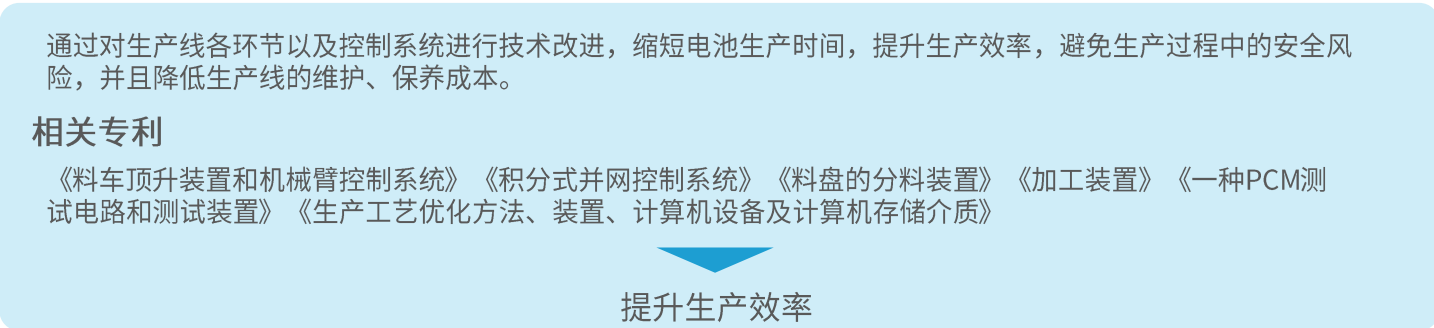 通过对生产线各环节以及控制系统进行技术改进，缩短电池生产时间，提升生产效率，避免生产过程中的安全风
险，并且降低生产线的维护、保养成本。
相关专利
《料车顶升装置和机械臂控制系统》《积分式并网控制系统》《料盘的分料装置》《加工装置》《一种PCM测
试电路和测试装置》《生产工艺优化方法、装置、计算机设备及计算机存储介质》
提升生产效率